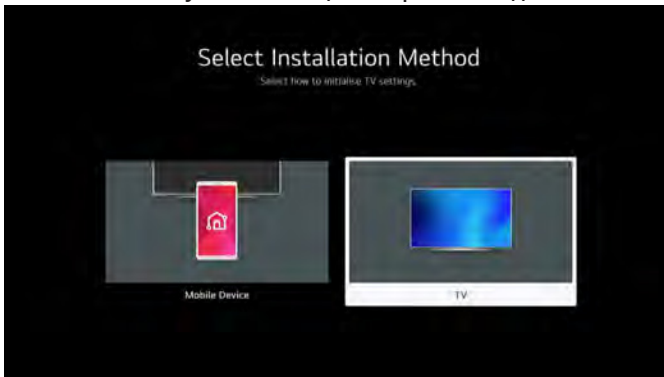 Select Installation Method
Select how to initialise TV settings.
Mobile Device
TV